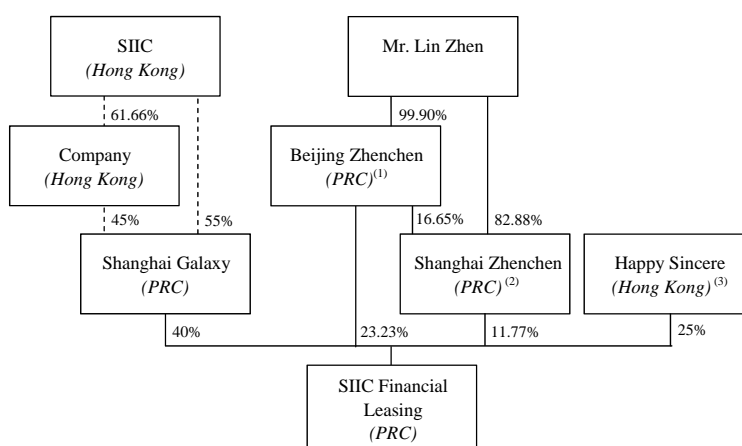 SIIC
(Hong Kong)
Mr. Lin Zhen
61.66%
99.90%
Company
(Hong Kong)
Beijing Zhenchen
(PRC)(1)
45%
55%
16.65%
82.88%
Shanghai Galaxy
(PRC)
Shanghai Zhenchen
(PRC) (2)
Happy Sincere
(Hong Kong) (3)
40%
23.23%
11.77%
25%
SIIC Financial
Leasing
(PRC)